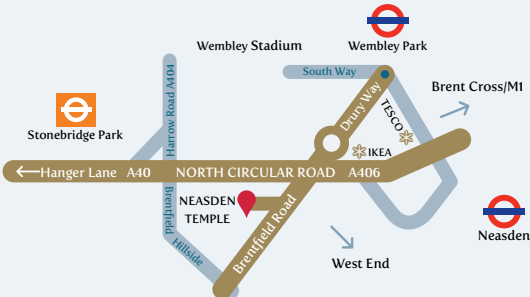 Wembley Stadium
Wembley Park
South Way
Brent Cross/M1
Drury Way
TESCO
Harrow Road A404
Stonebridge Park
IKEA
Hanger Lane A40 NORTH CIRCULAR ROAD A406
NEASDEN
TEMPLE
Brentfield
Brentfield Road
Hillside
Neasden
West End